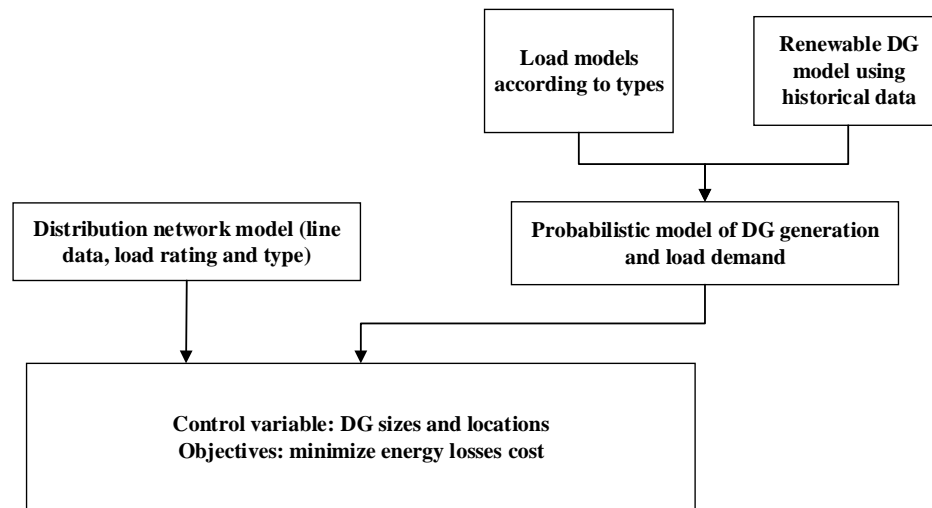 Load models
according to types
Renewable DG
model using
historical data
Distribution network model (line
data, load rating and type)
Probabilistic model of DG generation
and load demand
Control variable: DG sizes and locations
Objectives: minimize energy losses cost